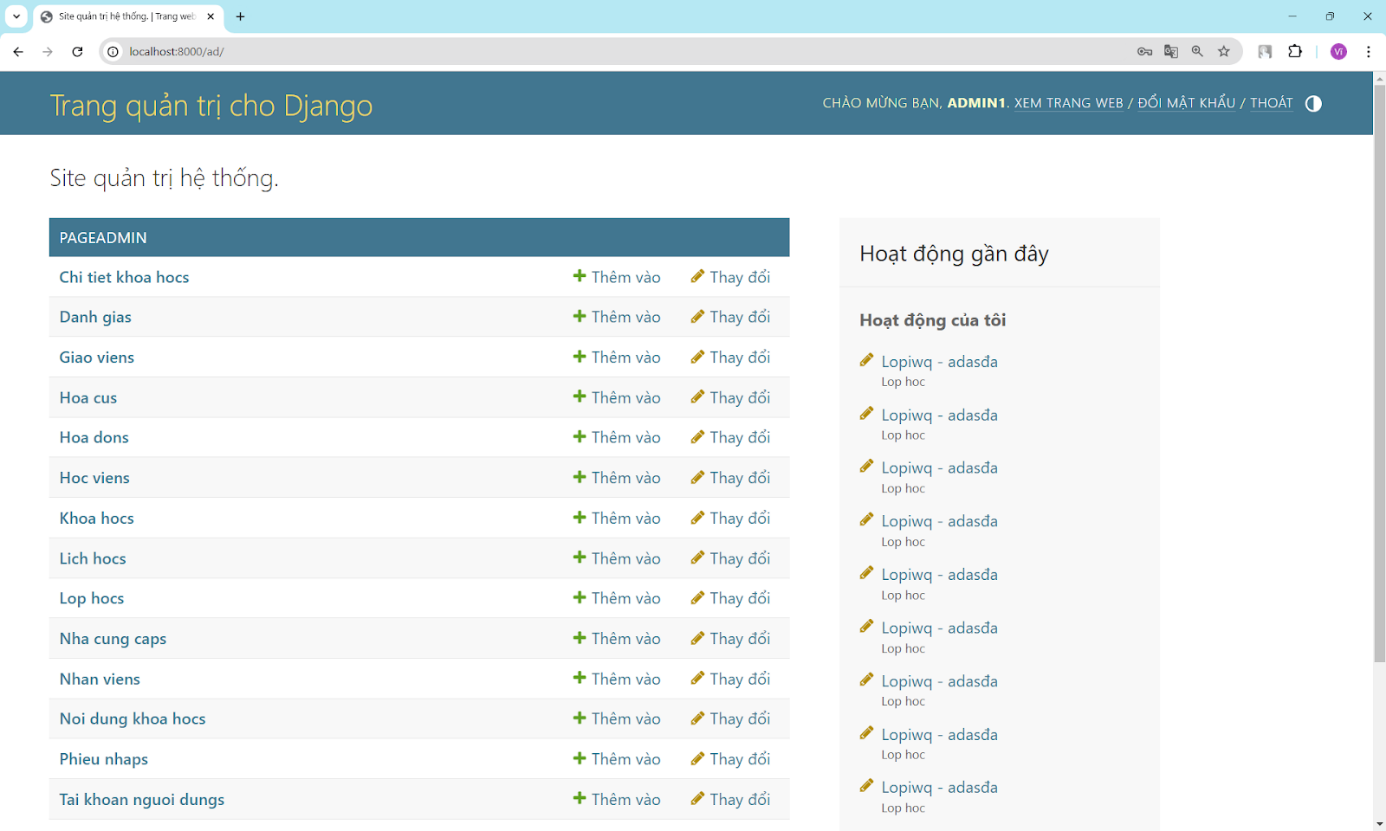 Site quản trị hệ thống. | Trang web
localhost:8000/ad/
Vĩ
Trang quản trị cho Django
CHÀO MỪNG BẠN, ADMIN1. XEM TRANG WEB / ĐỔI MẬT KHẨU / THOÁT
Site quản trị hệ thống.
PAGEADMIN
Chi tiet khoa hocs Thêm vào Thay đổi
Danh gias Thêm vào Thay đổi
Giao viens Thêm vào Thay đổi
Hoa cus Thêm vào Thay đổi
Hoa dons Thêm vào Thay đổi
Hoc viens Thêm vào Thay đổi
Khoa hocs Thêm vào Thay đổi
Lich hocs Thêm vào Thay đổi
Lop hocs Thêm vào Thay đổi
Nha cung caps Thêm vào Thay đổi
Nhan viens Thêm vào Thay đổi
Noi dung khoa hocs Thêm vào Thay đổi
Phieu nhaps Thêm vào Thay đổi
Tai khoan nguoi dungs Thêm vào Thay đổi
Hoạt động gần đây
Hoạt động của tôi
Lopiwq - adasđa
Lop hoc
Lopiwq - adasđa
Lop hoc
Lopiwq - adasđa
Lop hoc
Lopiwq - adasđa
Lop hoc
Lopiwq - adasđa
Lop hoc
Lopiwq - adasđa
Lop hoc
Lopiwq - adasđa
Lop hoc
Lopiwq - adasđa
Lop hoc
Lopiwq - adasđa
Lop hoc